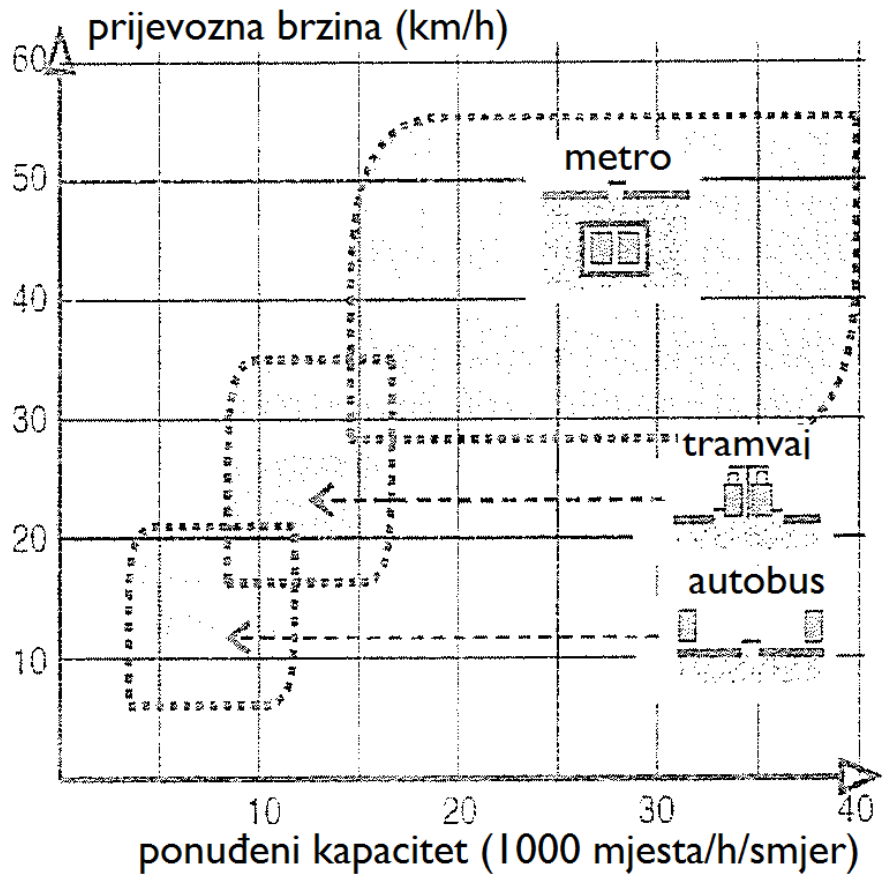 prijevozna brzina (km/h)
60
50
40
30
20
10
metro
tramvaj
autobus
10 20 30 40
ponuđeni kapacitet (1000 mjesta/h/smjer)